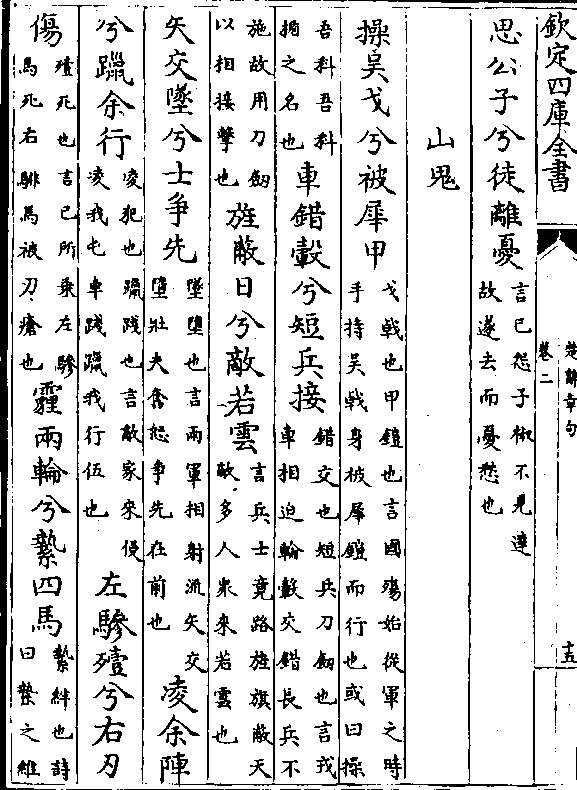 欽定四庫全書
楚辭章句
卷二
十五
思公子兮徒離憂言已怨子椒不見達故遂去而憂愁也
山鬼
操吳戈兮被犀甲戈㦸也甲鎧也言國殤始從軍之時手持吳㦸身被犀鎧而行也或曰操
吾科吾科楯之名也車錯轂兮短兵接錯交也短兵刀劒也言戎車相迫輪轂交錯長兵不
施故用刀劒以相接擊也旌蔽日兮敵若雲言兵士竟路旌旗蔽天敵多人衆來若雲也
矢交墜兮士争先墜墮也言兩軍相射流矢交墮壯夫奮怒爭先在前也凌余陣
兮躐余行凌犯也躐踐也言敵家來侵凌我屯車踐躐我行伍也左驂殪兮右刃
傷殪死也言已所乘左驂馬死右騑馬被刃瘡也霾兩輪兮縶四馬縶絆也詩曰縶之維